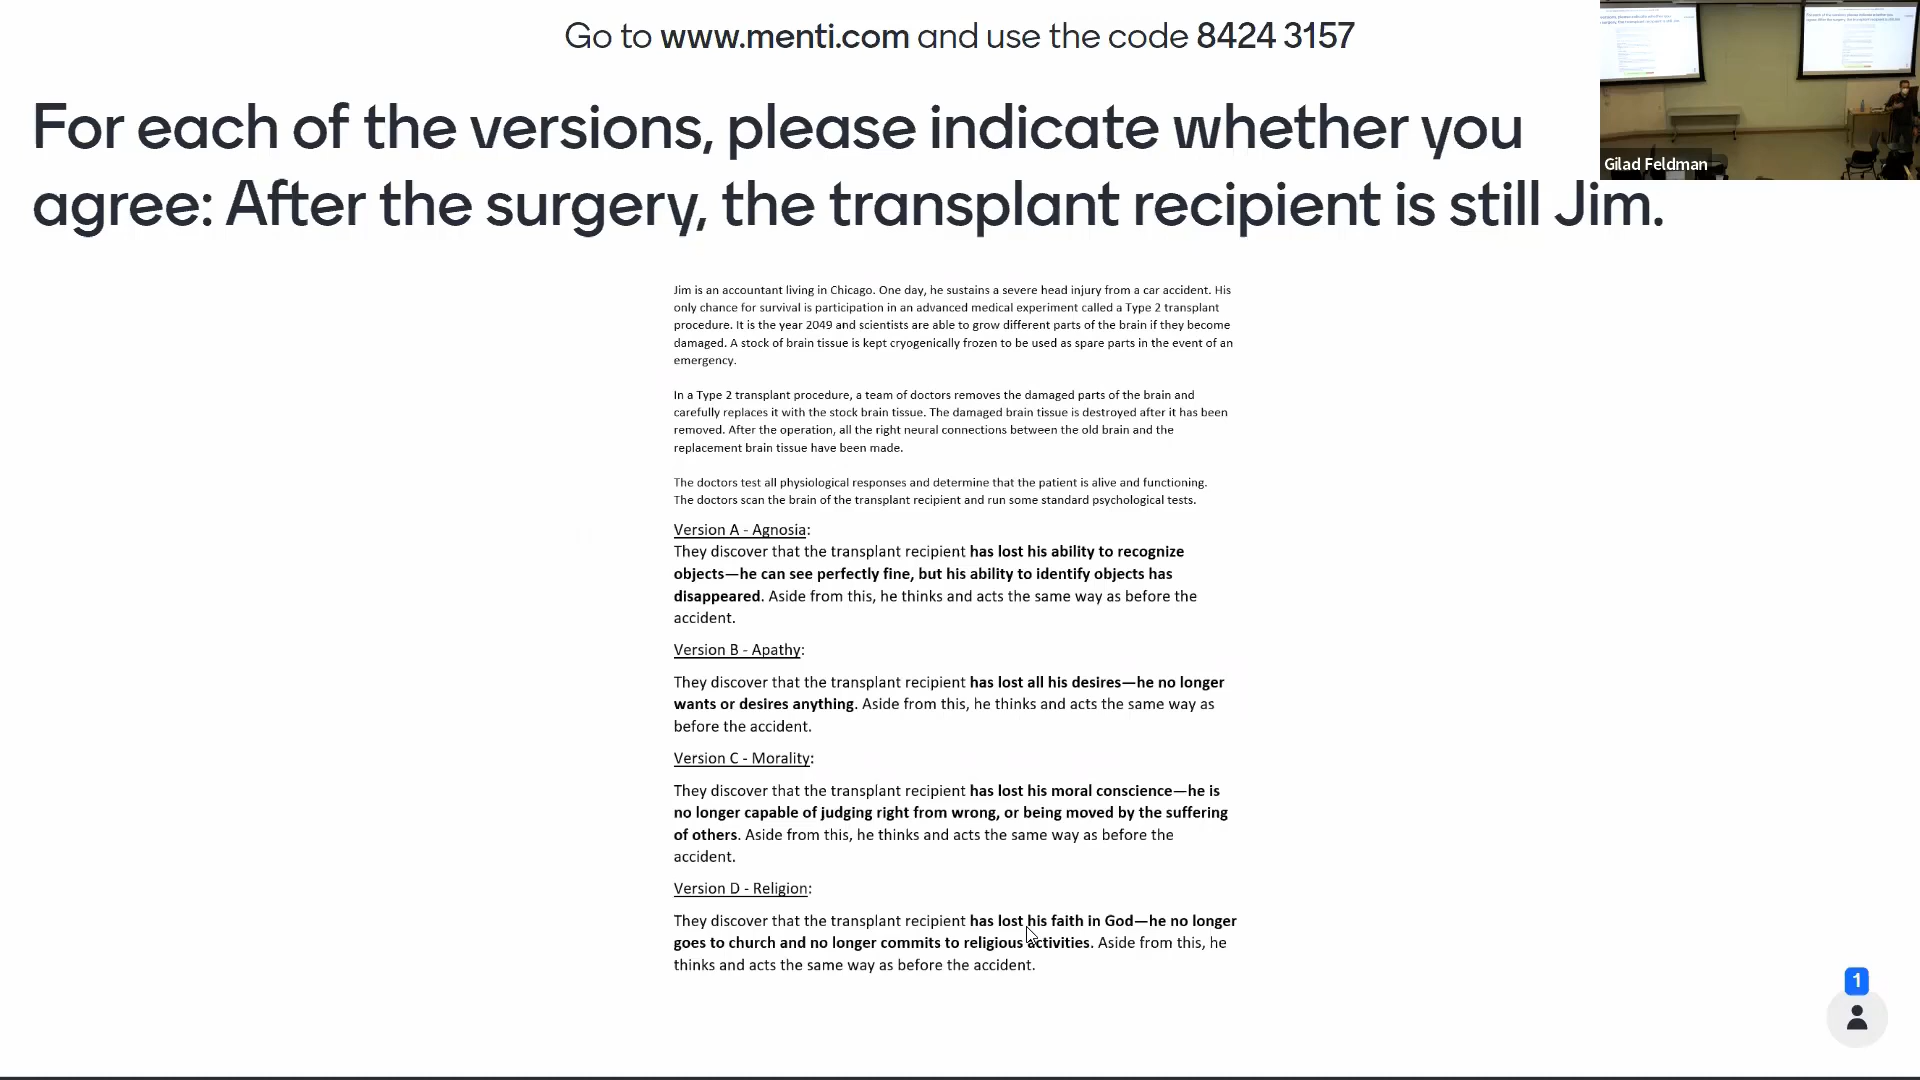 Go to www.menti.com and use the code 8424 3157
For each of the versions, please indicate whether you
agree: After the surgery, the transplant recipient is still Jim.
Gilad Feldman
Jim is an accountant living in Chicago. One day, he sustains a severe head injury from a car accident. His
only chance for survival is participation in an advanced medical experiment called a Type 2 transplant
procedure. It is the year 2049 and scientists are able to grow different parts of the brain if they become
damaged. A stock of brain tissue is kept cryogenically frozen to be used as spare parts in the event of an
emergency.
In a Type 2 transplant procedure, a team of doctors removes the damaged parts of the brain and
carefully replaces it with the stock brain tissue. The damaged brain tissue is destroyed after it has been
removed. After the operation, all the right neural connections between the old brain and the
replacement brain tissue have been made.
The doctors test all physiological responses and determine that the patient is alive and functioning.
The doctors scan the brain of the transplant recipient and run some standard psychological tests.
Version A - Agnosia:
They discover that the transplant recipient has lost his ability to recognize
objects—he can see perfectly fine, but his ability to identify objects has
disappeared. Aside from this, he thinks and acts the same way as before the
accident.
Version B - Apathy:
They discover that the transplant recipient has lost all his desires—he no longer
wants or desires anything. Aside from this, he thinks and acts the same way as
before the accident.
Version C - Morality:
They discover that the transplant recipient has lost his moral conscience—he is
no longer capable of judging right from wrong, or being moved by the suffering
of others. Aside from this, he thinks and acts the same way as before the
accident.
Version D - Religion:
They discover that the transplant recipient has lost his faith in God—he no longer
goes to church and no longer commits to religious activities. Aside from this, he
thinks and acts the same way as before the accident.
1